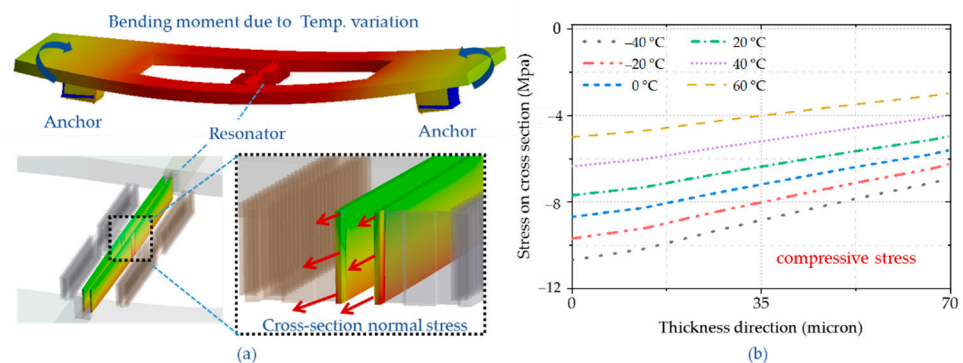 (a)
Bending moment due to Temp. variation
Anchor
Resonator
Anchor
Cross-section normal stress
(a)
Stress on cross section (Mpa)
0
−4
−8
−12
−40 °C
−20 °C
0 °C
20 °C
40 °C
60 °C
compressive stress
0
35
70
Thickness direction (micron)
(b)